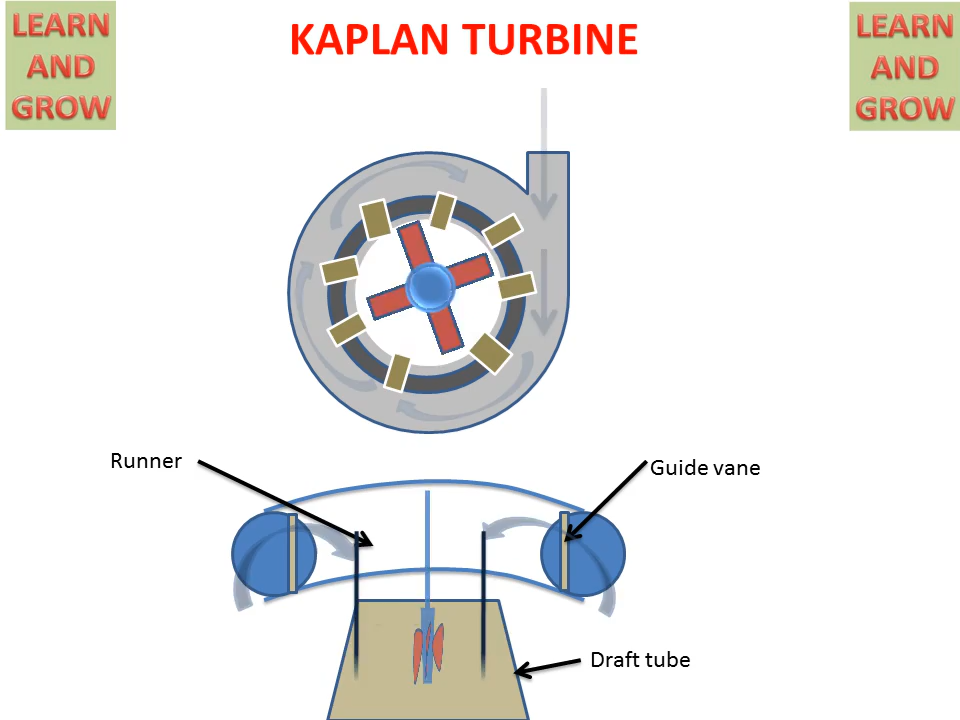 LEARN
AND
GROW
KAPLAN TURBINE
LEARN
AND
GROW
Runner
Guide vane
Draft tube